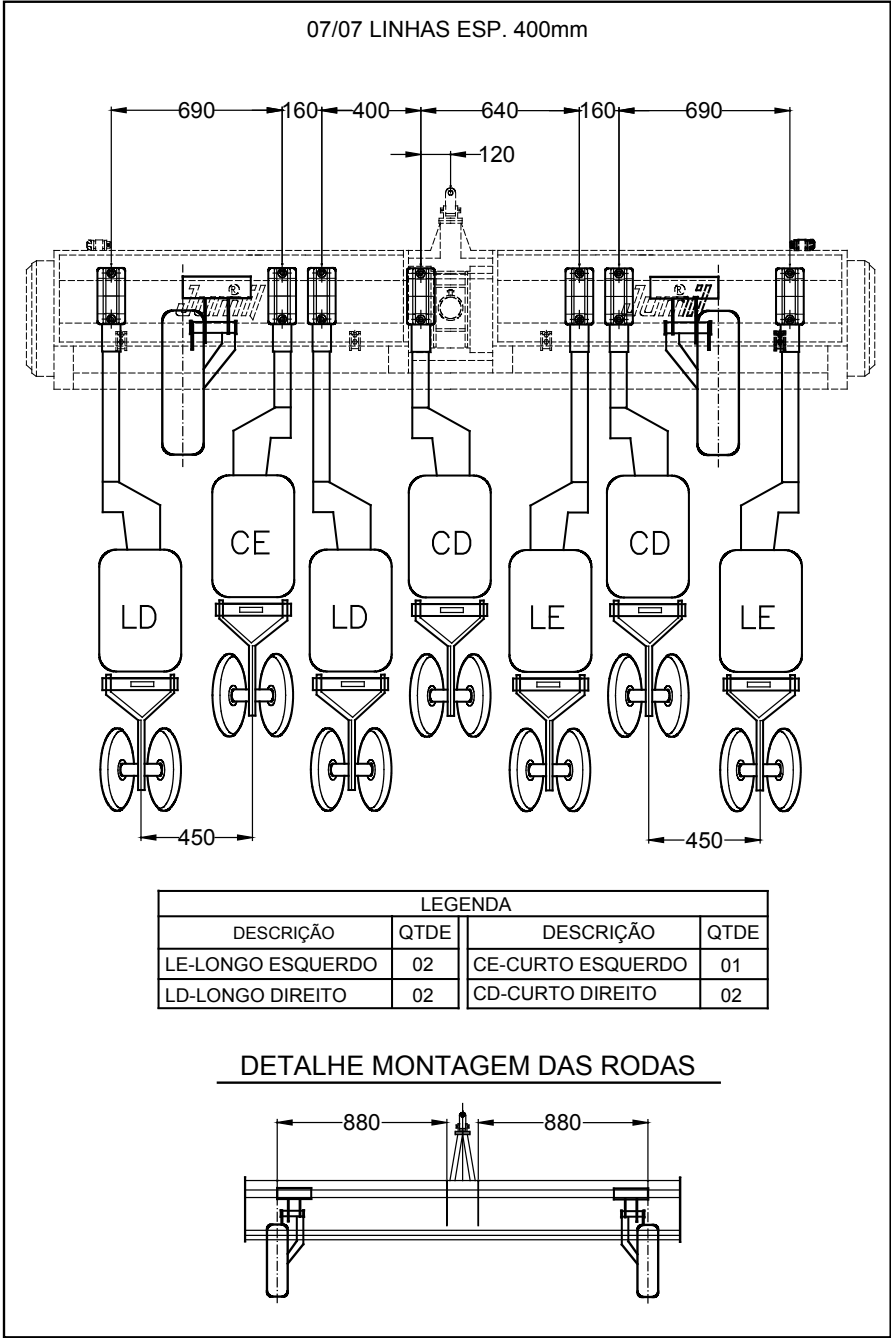 07/07 LINHAS ESP. 400mm
690 160 400 640 160 690
120
Jumil Jumil
CE CD CD
LD LD LE LE
450 450
LEGENDA
DESCRIÇÃO QTDE DESCRIÇÃO QTDE
LE-LONGO ESQUERDO 02 CE-CURTO ESQUERDO 01
LD-LONGO DIREITO 02 CD-CURTO DIREITO 02
DETALHE MONTAGEM DAS RODAS
880 880